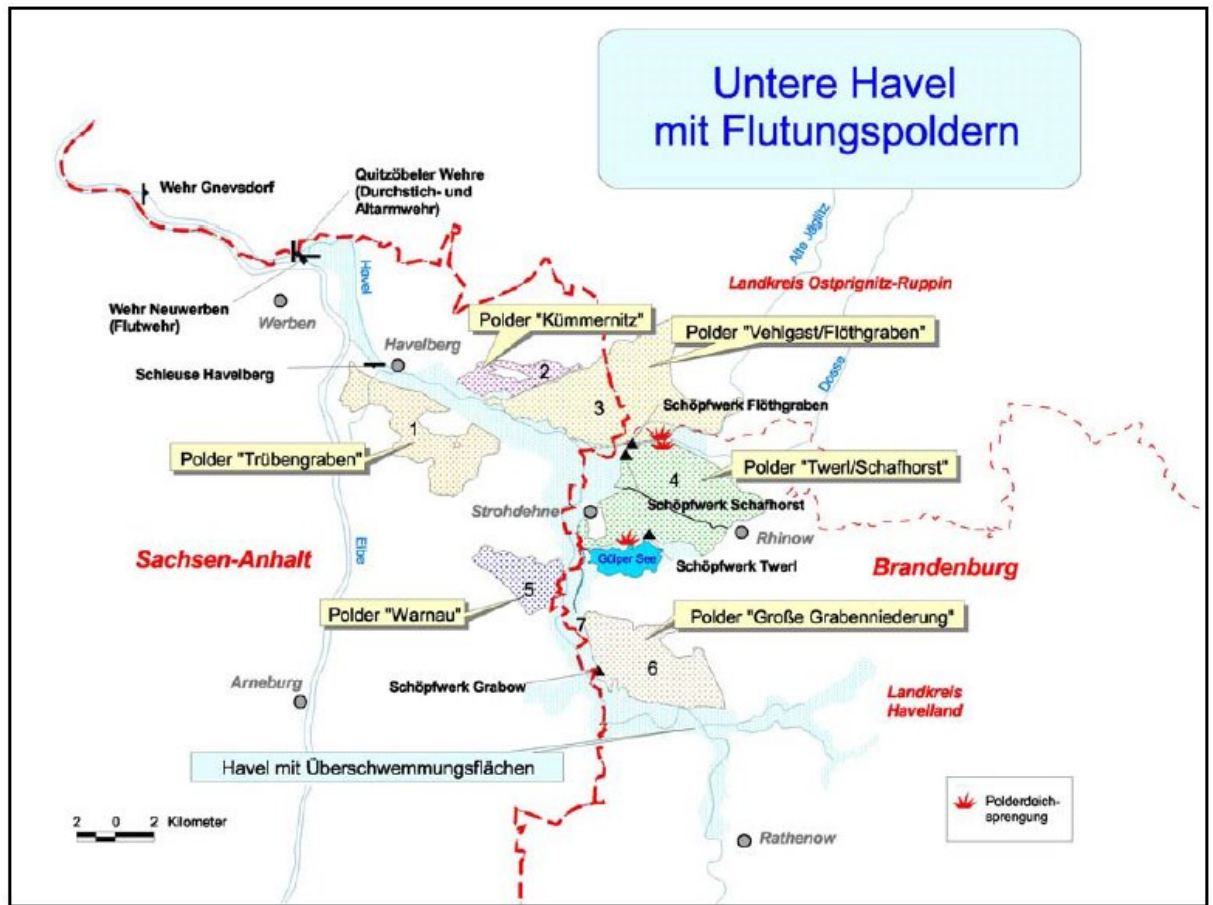 Untere Havel
mit Flutungspoldern
Wehr Gnevsdorf
Quitzöbeler Wehre
(Durchstich- und
Altarmwehr)
Alte Jäglitz
Landkreis Ostprignitz-Ruppin
Havel
Wehr Neuwerben
(Flutwehr)
Werben
Polder "Kümmernitz"
Polder "Vehlgast/Flöthgraben"
Havelberg
Dosse
Schleuse Havelberg
2
3
Schöpfwerk Flöthgraben
1
Polder "Trübengraben"
Polder "Twerl/Schafhorst"
4
Schöpfwerk Schafhorst
Strohdehne
Rhinow
Elbe
Sachsen-Anhalt
Gülper See
Schöpfwerk Twerl
Brandenburg
5
Polder "Warnau"
Polder "Große Grabenniederung"
7
6
Schöpfwerk Grabow
Arneburg
Landkreis
Havelland
Havel mit Überschwemmungsflächen
2 0 2 Kilometer
Polderdeich-
sprengung
Rathenow